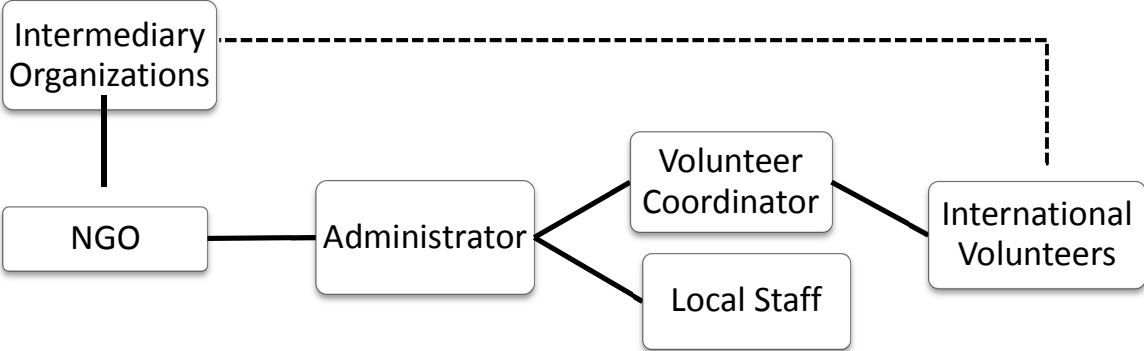 Intermediary
Organizations
Volunteer
Coordinator
International
Volunteers
NGO
Administrator
Local Staff